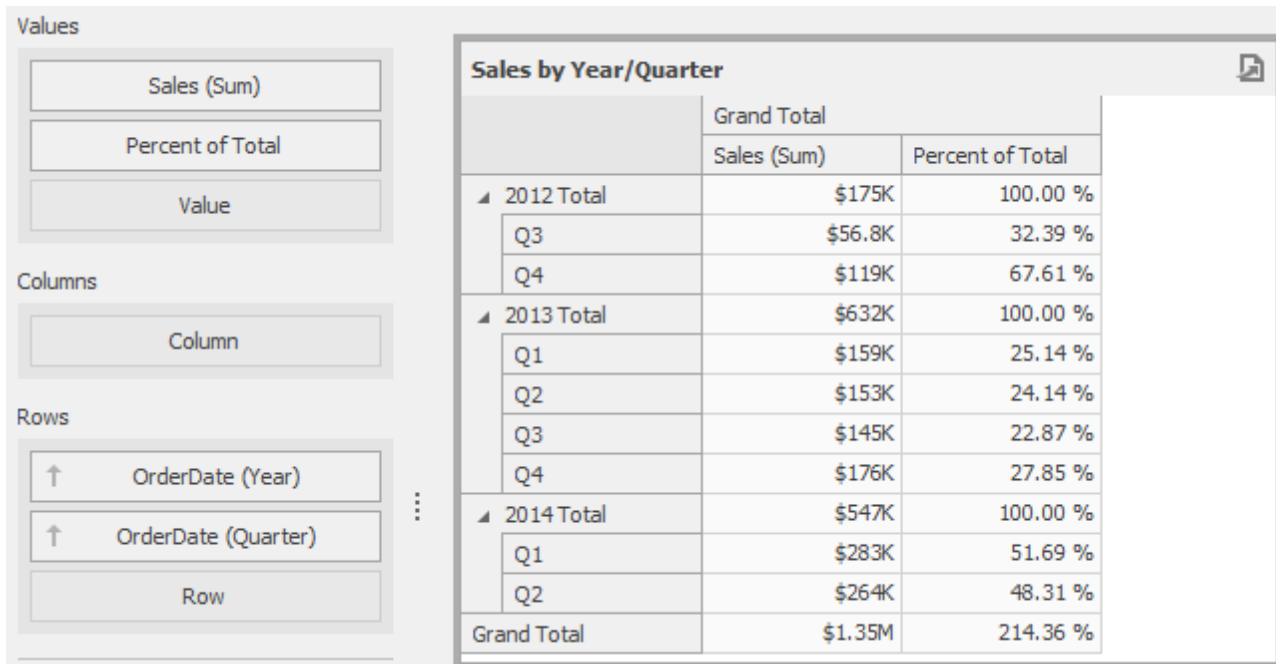 Values
Sales (Sum)
Percent of Total
Value
Columns
Column
Rows
OrderDate (Year)
OrderDate (Quarter)
Row
Sales by Year/Quarter
Grand Total
Sales (Sum) Percent of Total
2012 Total $175K 100.00 %
Q3 $56.8K 32.39 %
Q4 $119K 67.61 %
2013 Total $632K 100.00 %
Q1 $159K 25.14 %
Q2 $153K 24.14 %
Q3 $145K 22.87 %
Q4 $176K 27.85 %
2014 Total $547K 100.00 %
Q1 $283K 51.69 %
Q2 $264K 48.31 %
Grand Total $1.35M 214.36 %